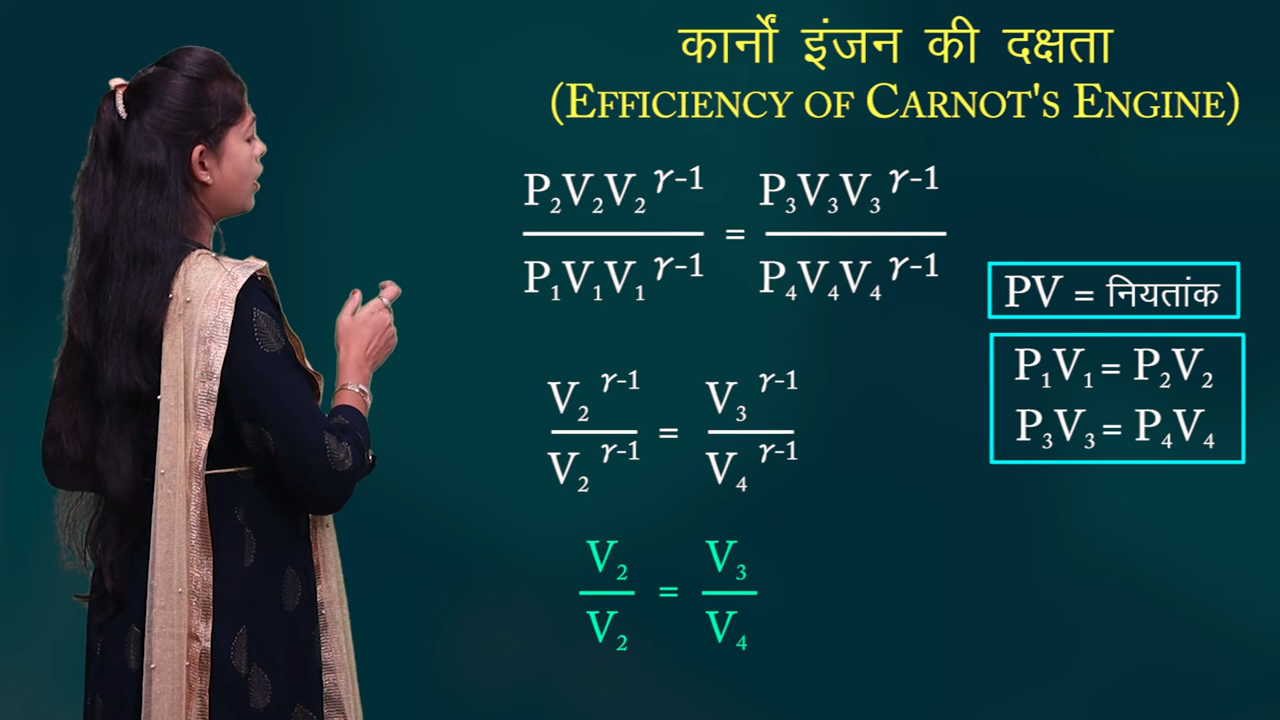 कार्नों इंजन की दक्षता
(EFFICIENCY OF CARNOT'S ENGINE)
P₂V₂V₂^γ-1 / P₁V₁V₁^γ-1 = P₃V₃V₃^γ-1 / P₄V₄V₄^γ-1
PV = नियतांक
P₁V₁ = P₂V₂
P₃V₃ = P₄V₄
V₂^γ-1 / V₂^γ-1 = V₃^γ-1 / V₄^γ-1
V₂ / V₂ = V₃ / V₄